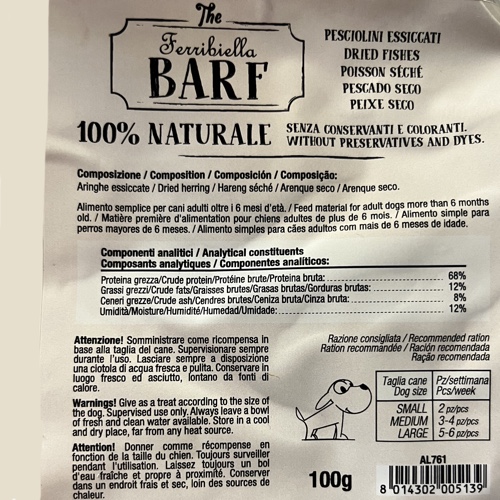 The
Ferribiella
BARF
PESCIOLINI ESSICCATI
DRIED FISHES
POISSON SÉCHÉ
PESCADO SECO
PEIXE SECO
100% NATURALE
SENZA CONSERVANTI E COLORANTI.
WITHOUT PRESERVATIVES AND DYES.
Composizione / Composition / Composición / Composição:
Aringhe essiccate / Dried herring / Hareng séché / Arenque seco / Arenque seco.
Alimento semplice per cani adulti oltre i 6 mesi d'età. / Feed material for adult dogs more than 6 months
old. / Matière première d'alimentation pour chiens adultes de plus de 6 mois. / Alimento simple para
perros mayores de 6 meses. / Alimento simples para cães adultos com mais de 6 meses de idade.
Componenti analitici / Analytical constituents
Composants analytiques / Componentes analíticos:
Proteina grezza/Crude protein/Protéine brute/Proteina bruta: 68%
Grassi grezzi/Crude fats/Graisses brutes/Grasas brutas/Gorduras brutas: 12%
Ceneri grezze/Crude ash/Cendres brutes/Ceniza bruta/Cinza bruta: 8%
Umidità/Moisture/Humidité/Humedad/Umidade: 12%
Attenzione! Somministrare come ricompensa in
base alla taglia del cane. Supervisionare sempre
durante l'uso. Lasciare sempre a disposizione
una ciotola di acqua fresca e pulita. Conservare in
luogo fresco ed asciutto, lontano da fonti di
calore.
Warnings! Give as a treat according to the size of
the dog. Supervised use only. Always leave a bowl
of fresh and clean water available. Store in a cool
and dry place, far from any heat source.
Attention! Donner comme récompense en
fonction de la taille du chien. Toujours surveiller
pendant l'utilisation. Laissez toujours un bol
d'eau fraîche et propre à proximité. Conserver
dans un endroit frais et sec, loin des sources de
chaleur.
Razione consigliata / Recommended ration
Ration recommandée / Ración recomendada
Ração recomendada
Taglia cane Pz/settimana
Dog size Pcs/week
SMALL 2 pz/pcs
MEDIUM 3-4 pz/pcs
LARGE 5-6 pz/pcs
100g
AL761
8 014302 005139